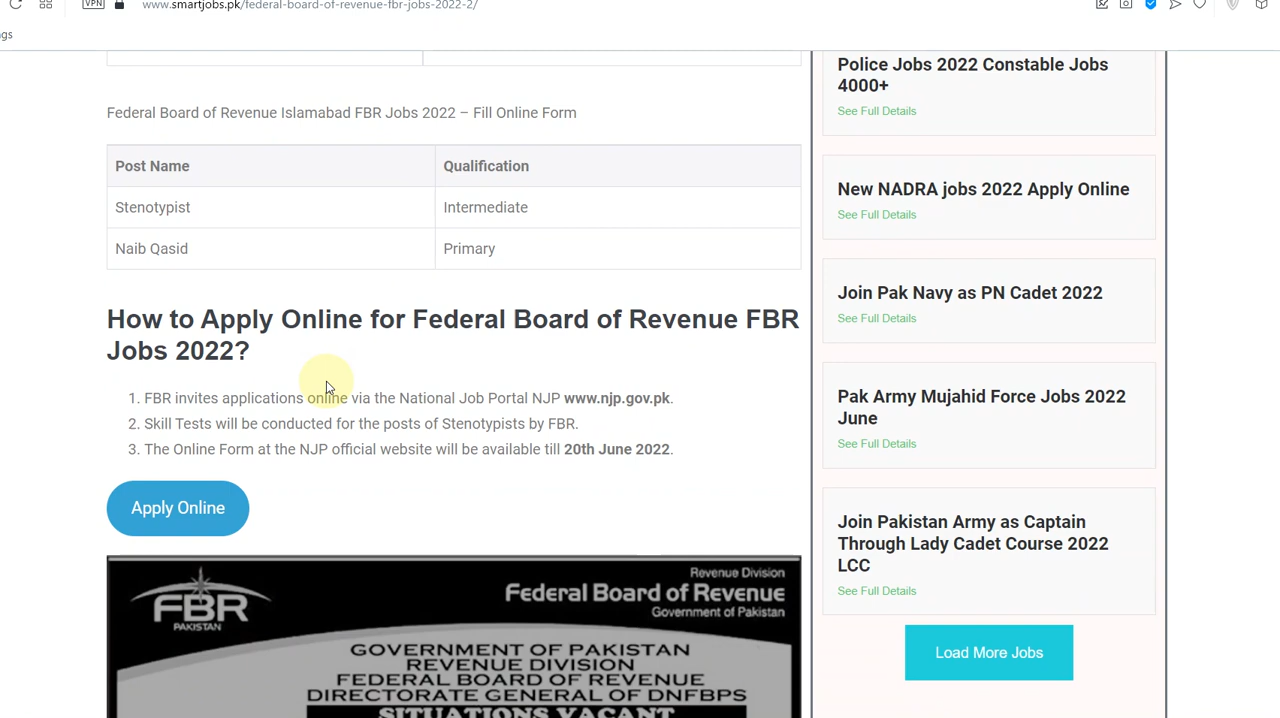 VPN
www.smartjobs.pk/federal-board-of-revenue-fbr-jobs-2022-2/
gs
Federal Board of Revenue Islamabad FBR Jobs 2022 – Fill Online Form
Post Name Qualification
Stenotypist Intermediate
Naib Qasid Primary
How to Apply Online for Federal Board of Revenue FBR
Jobs 2022?
1. FBR invites applications online via the National Job Portal NJP www.njp.gov.pk.
2. Skill Tests will be conducted for the posts of Stenotypists by FBR.
3. The Online Form at the NJP official website will be available till 20th June 2022.
Apply Online
FBR
PAKISTAN
Revenue Division
Federal Board of Revenue
Government of Pakistan
GOVERNMENT OF PAKISTAN
REVENUE DIVISION
FEDERAL BOARD OF REVENUE
DIRECTORATE GENERAL OF DNFBPS
SITUATIONS VACANT
Police Jobs 2022 Constable Jobs
4000+
See Full Details
New NADRA jobs 2022 Apply Online
See Full Details
Join Pak Navy as PN Cadet 2022
See Full Details
Pak Army Mujahid Force Jobs 2022
June
See Full Details
Join Pakistan Army as Captain
Through Lady Cadet Course 2022
LCC
See Full Details
Load More Jobs